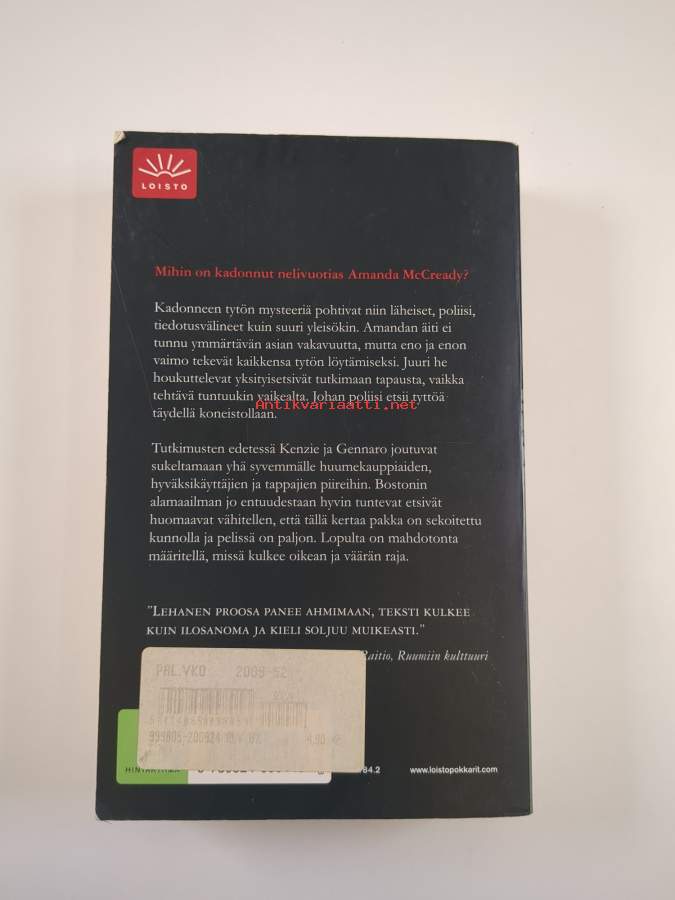 LOISTO
Mihin on kadonnut nelivuotias Amanda McCready?
Kadonneen tytön mysteeriä pohtivat niin läheiset, poliisi,
tiedotusvälineet kuin suuri yleisökin. Amandan äiti ei
tunnu ymmärtävän asian vakavuutta, mutta eno ja enon
vaimo tekevät kaikkensa tytön löytämiseksi. Juuri he
houkuttelevat yksityisetsivät tutkimaan tapausta, vaikka
tehtävä tuntuukin vaikealta. Johan poliisi etsii tyttöä
Antikvariaatti.net
täydellä koneistollaan.
Tutkimusten edetessä Kenzie ja Gennaro joutuvat
sukeltamaan yhä syvemmälle huumekauppiaiden,
hyväksikäyttäjien ja tappajien piireihin. Bostonin
alamaailman jo entuudestaan hyvin tuntevat etsivät
huomaavat vähitellen, että tällä kertaa pakka on sekoitettu
kunnolla ja pelissä on paljon. Lopulta on mahdotonta
määritellä, missä kulkee oikean ja väärän raja.
"LEHANEN PROOSA PANEE AHMIMAAN, TEKSTI KULKEE
KUIN ILOSANOMA JA KIELI SOLJUU MUIKEASTI."
Raitio, Ruumiin kulttuuri
PAL.VKO 2009-52
4.90
84.2 www.loistopokkarit.com